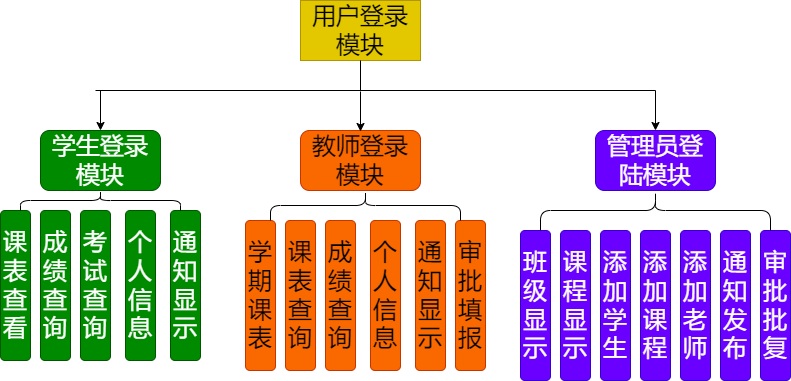 用户登录
模块
学生登录
模块
教师登录
模块
管理员登
陆模块
课表查看
成绩查询
考试查询
个人信息
通知显示
学期课表
课表查询
成绩查询
个人信息
通知显示
审批填报
班级显示
课程显示
添加学生
添加课程
添加老师
通知发布
审批批复